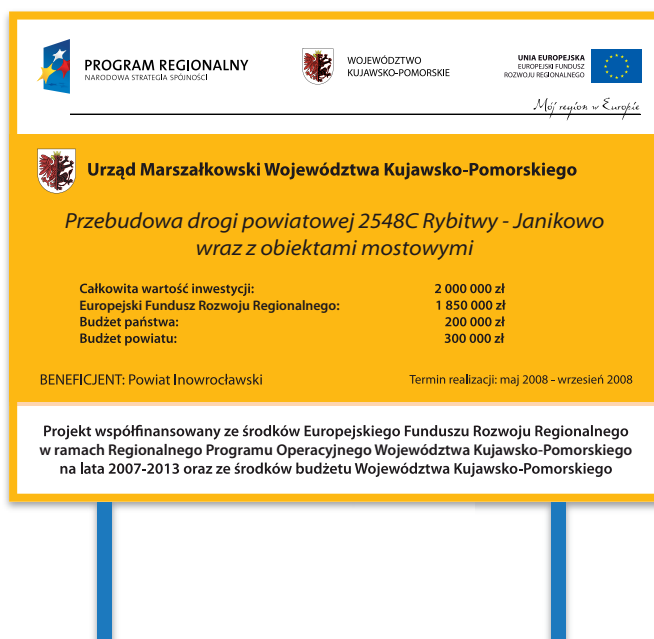 PROGRAM REGIONALNY
NARODOWA STRATEGIA SPÓJNOŚCI
WOJEWÓDZTWO
KUJAWSKO-POMORSKIE
UNIA EUROPEJSKA
EUROPEJSKI FUNDUSZ
ROZWOJU REGIONALNEGO
Mój region w Europie
Urząd Marszałkowski Województwa Kujawsko-Pomorskiego
Przebudowa drogi powiatowej 2548C Rybitwy - Janikowo
wraz z obiektami mostowymi
Całkowita wartość inwestycji: 2 000 000 zł
Europejski Fundusz Rozwoju Regionalnego: 1 850 000 zł
Budżet państwa: 200 000 zł
Budżet powiatu: 300 000 zł
BENEFICJENT: Powiat Inowrocławski Termin realizacji: maj 2008 - wrzesień 2008
Projekt współfinansowany ze środków Europejskiego Funduszu Rozwoju Regionalnego
w ramach Regionalnego Programu Operacyjnego Województwa Kujawsko-Pomorskiego
na lata 2007-2013 oraz ze środków budżetu Województwa Kujawsko-Pomorskiego